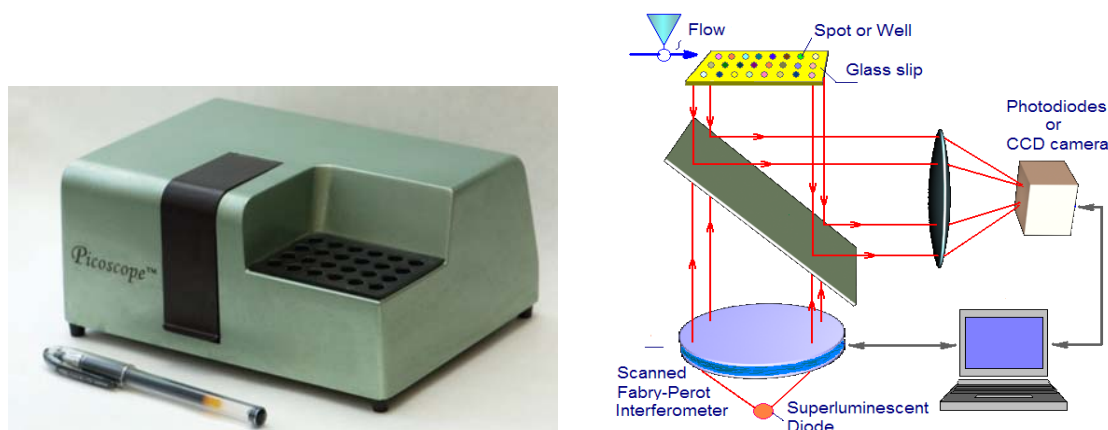 Picoscope™
Flow
Spot or Well
Glass slip
Photodiodes
or
CCD camera
Scanned
Fabry-Perot
Interferometer
Superluminescent
Diode